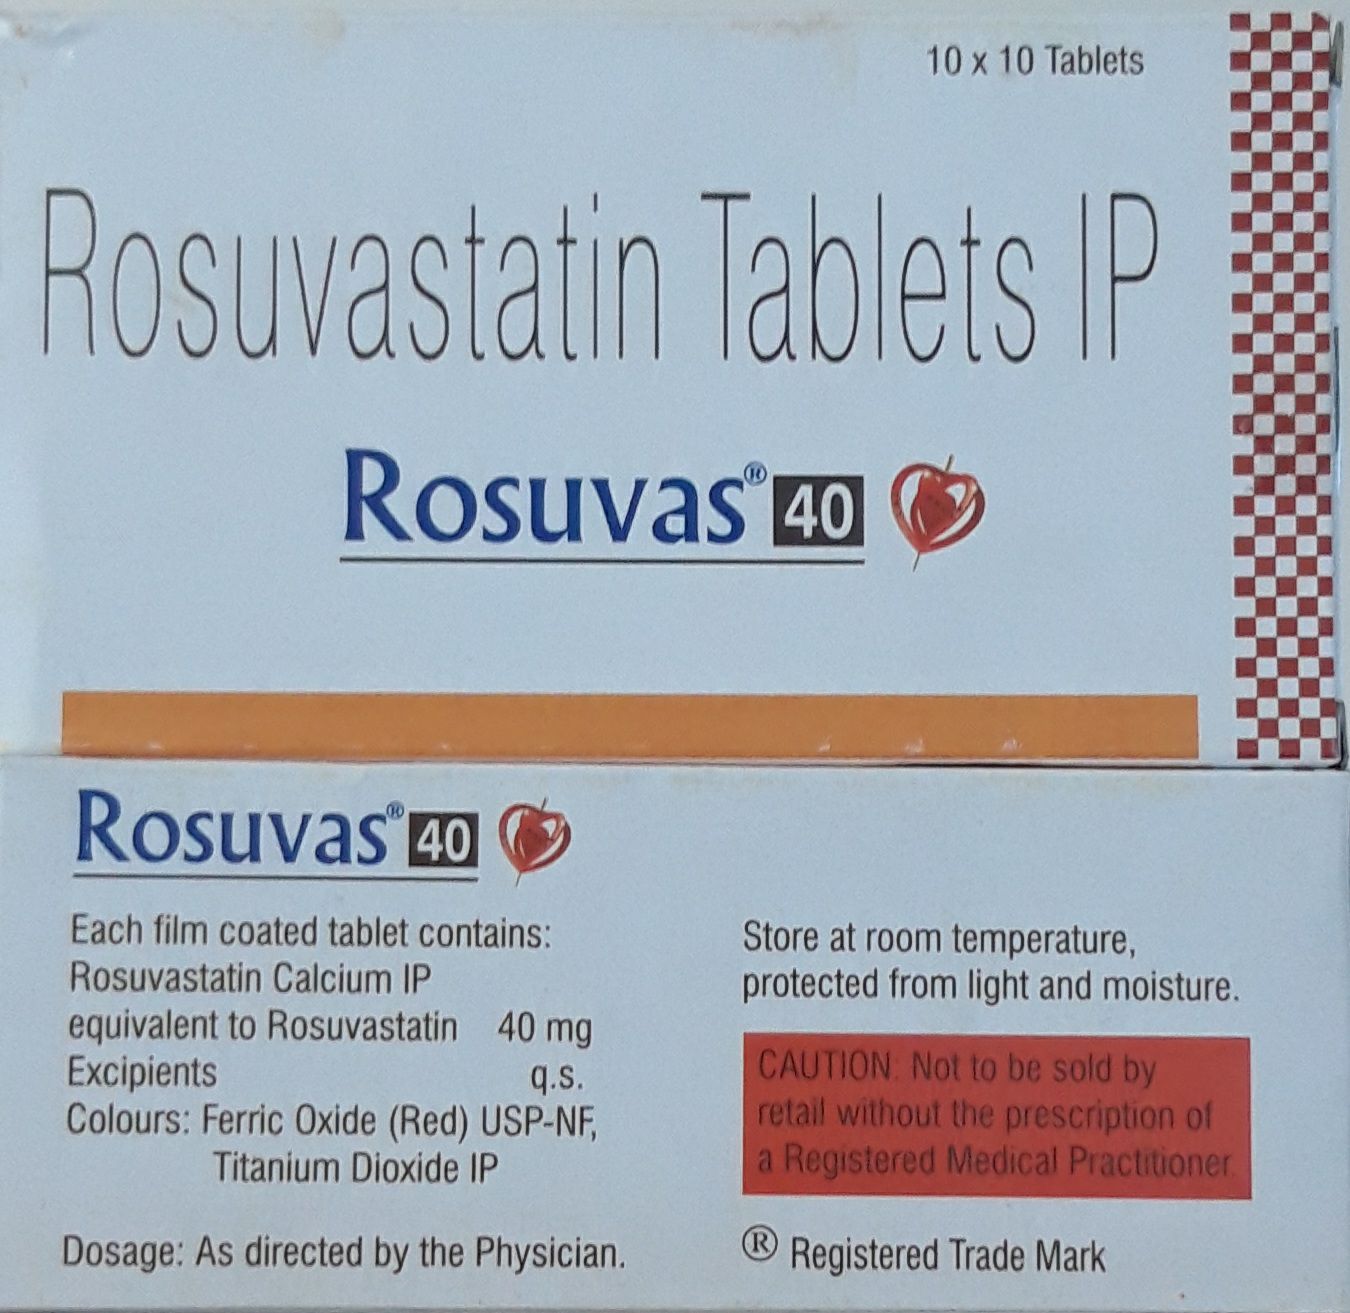 10 x 10 Tablets
Rosuvastatin Tablets IP
Rosuvas® 40
Rosuvas® 40
Each film coated tablet contains:
Rosuvastatin Calcium IP
equivalent to Rosuvastatin 40 mg
Excipients q.s.
Colours: Ferric Oxide (Red) USP-NF,
Titanium Dioxide IP
Dosage: As directed by the Physician.
Store at room temperature,
protected from light and moisture.
CAUTION: Not to be sold by
retail without the prescription of
a Registered Medical Practitioner.
® Registered Trade Mark